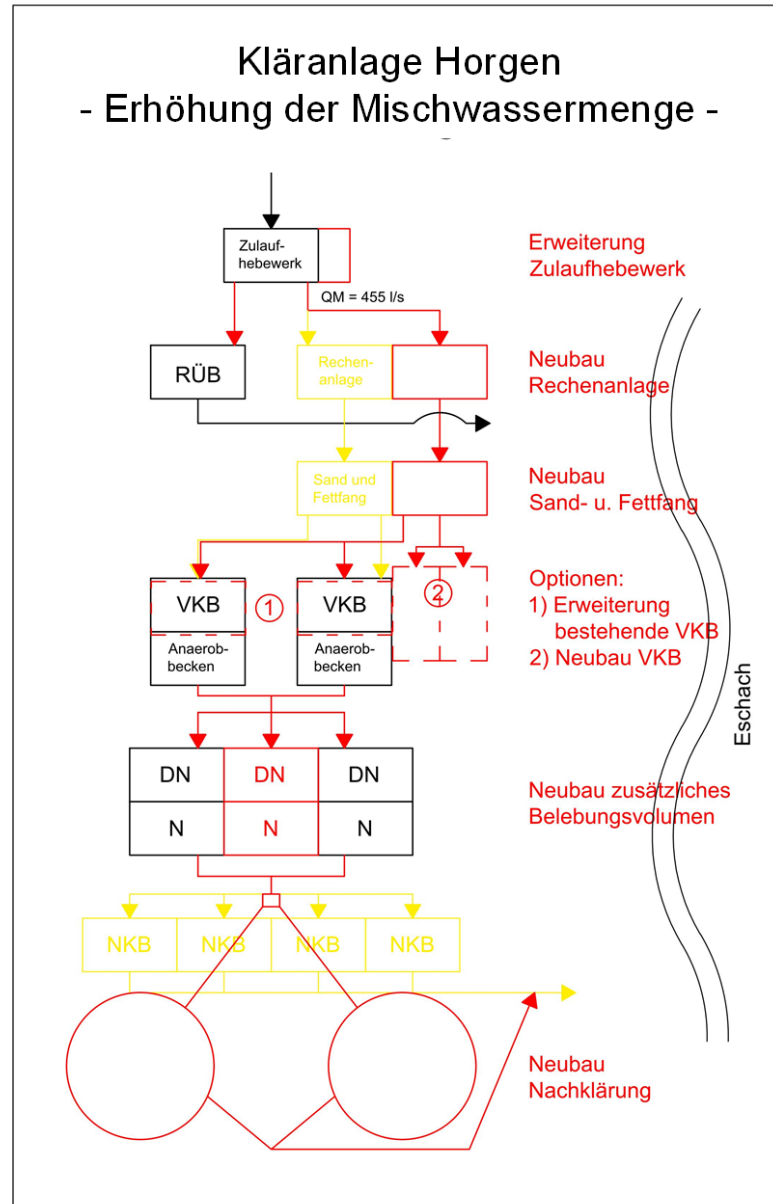 Kläranlage Horgen
- Erhöhung der Mischwassermenge -
Zulauf-
hebewerk
Erweiterung
Zulaufhebewerk
QM = 455 l/s
RÜB
Rechen-
anlage
Neubau
Rechenanlage
Sand und
Fettfang
Neubau
Sand- u. Fettfang
VKB
1
VKB
2
Anaerob-
becken
Anaerob-
becken
Optionen:
1) Erweiterung
bestehende VKB
2) Neubau VKB
Eschach
DN
DN
DN
N
N
N
Neubau zusätzliches
Belebungsvolumen
NKB
NKB
NKB
NKB
Neubau
Nachklärung